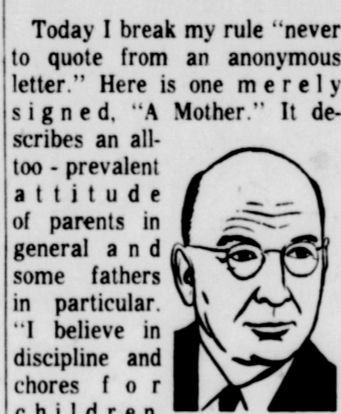 Today I break my rule "never
to quote from an anonymous
letter." Here is one merely
signed, "A Mother." It de-
scribes an all-
too - prevalent
attitude
of parents in
general and
some fathers
in particular.
"I believe in
discipline and
chores for
children